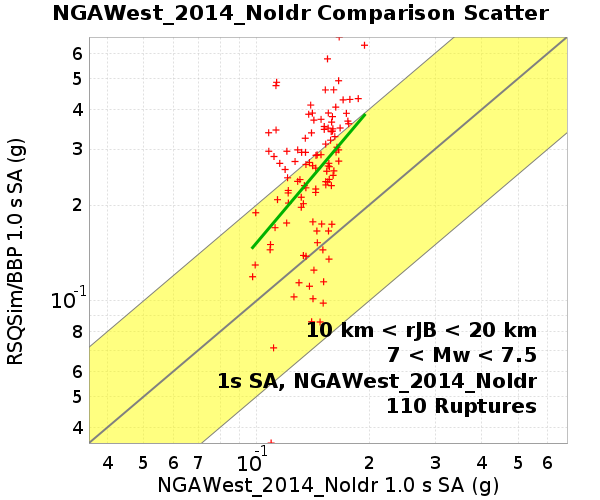 NGAWest_2014_NoIdr Comparison Scatter
RSQSim/BBP 1.0 s SA (g)
6
5
4
3
2
10^-1
8
6
5
4
10 km < rJB < 20 km
7 < Mw < 7.5
1s SA, NGAWest_2014_NoIdr
110 Ruptures
4 5 6 7 10^-1 2 3 4 5 6
NGAWest_2014_NoIdr 1.0 s SA (g)